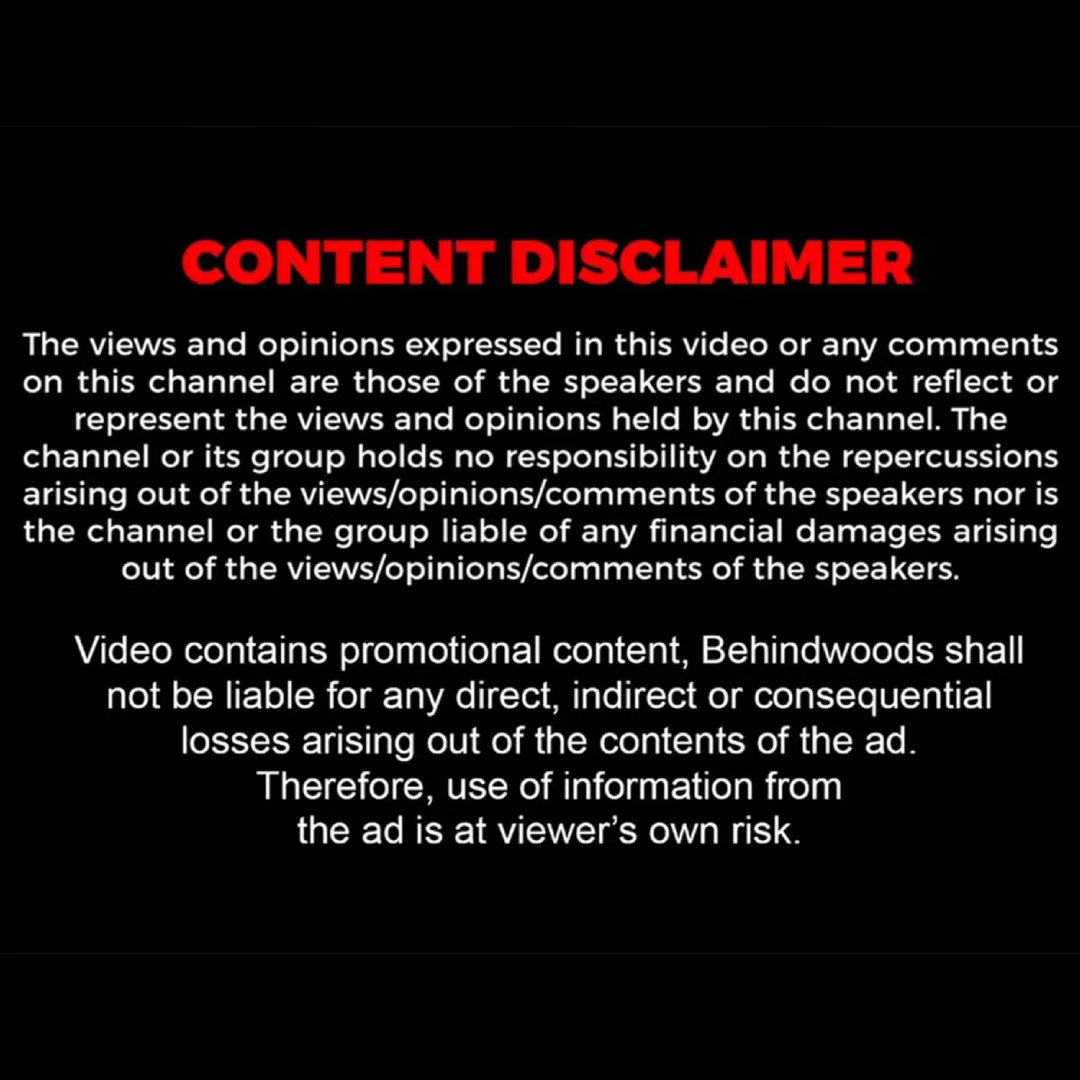 CONTENT DISCLAIMER
The views and opinions expressed in this video or any comments
on this channel are those of the speakers and do not reflect or
represent the views and opinions held by this channel. The
channel or its group holds no responsibility on the repercussions
arising out of the views/opinions/comments of the speakers nor is
the channel or the group liable of any financial damages arising
out of the views/opinions/comments of the speakers.
Video contains promotional content, Behindwoods shall
not be liable for any direct, indirect or consequential
losses arising out of the contents of the ad.
Therefore, use of information from
the ad is at viewer’s own risk.